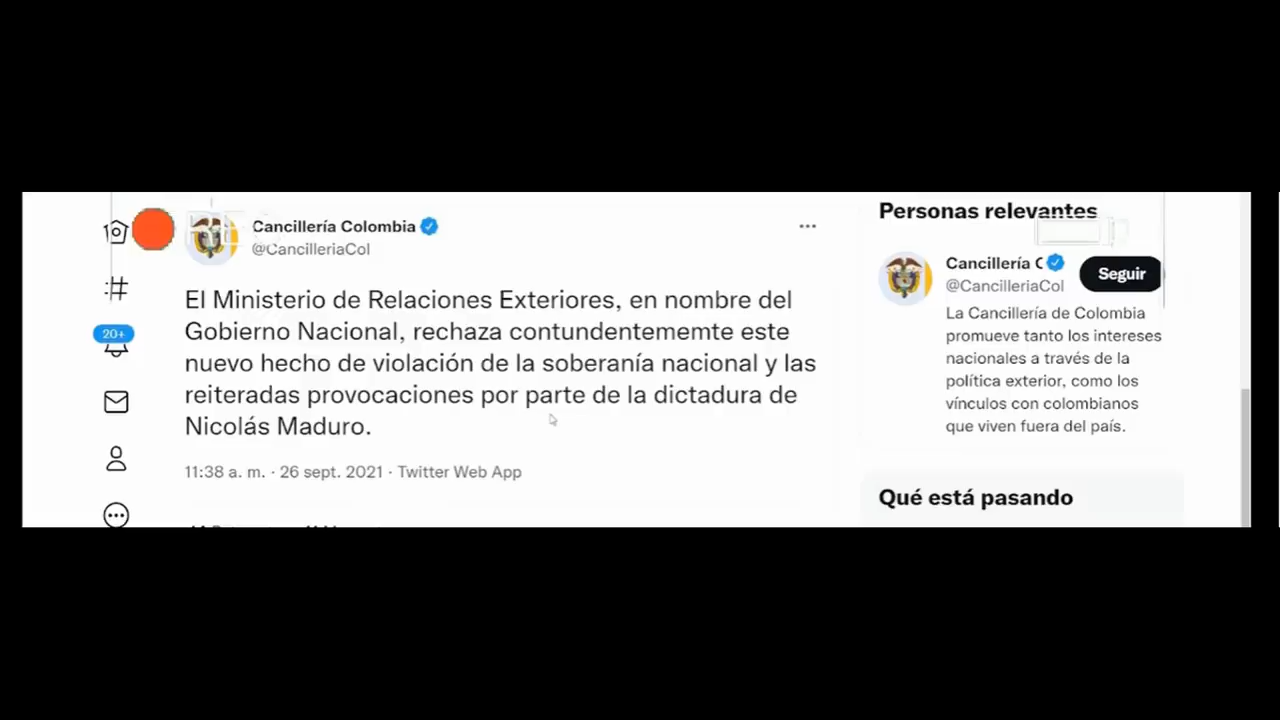 Cancillería Colombia
@CancilleriaCol
El Ministerio de Relaciones Exteriores, en nombre del
Gobierno Nacional, rechaza contundentememte este
nuevo hecho de violación de la soberanía nacional y las
reiteradas provocaciones por parte de la dictadura de
Nicolás Maduro.
11:38 a. m. · 26 sept. 2021 · Twitter Web App
20+
Personas relevantes
Cancillería C
@CancilleriaCol
Seguir
La Cancillería de Colombia
promueve tanto los intereses
nacionales a través de la
política exterior, como los
vínculos con colombianos
que viven fuera del país.
Qué está pasando